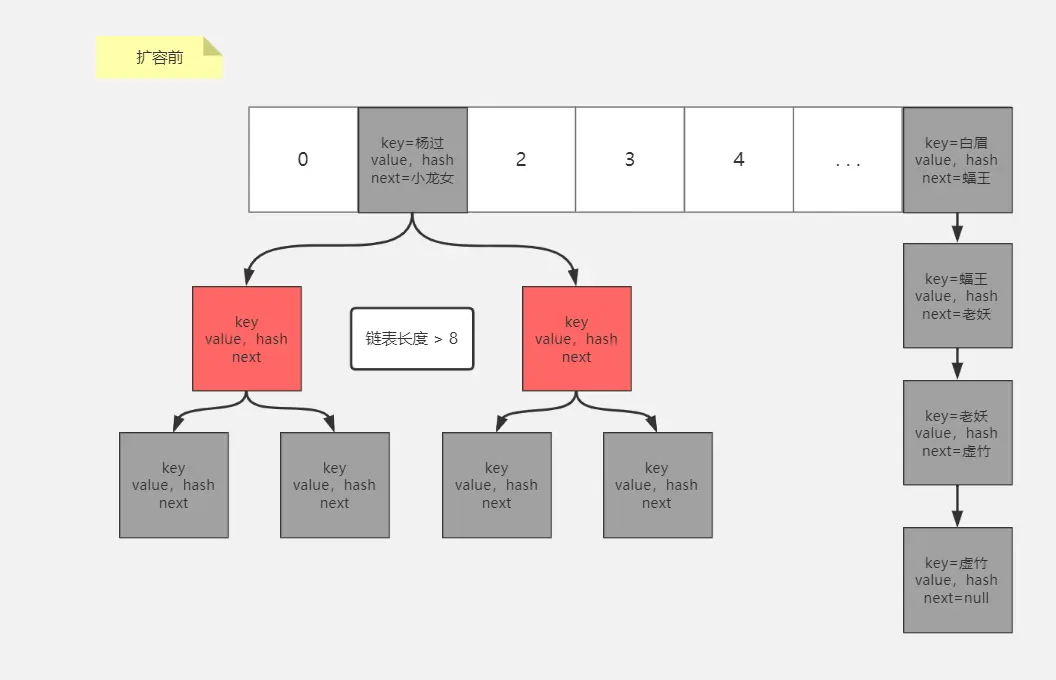 扩容前
0
key=杨过
value，hash
next=小龙女
2
3
4
...
key=白眉
value，hash
next=蝠王
key
value，hash
next
链表长度 > 8
key
value，hash
next
key=蝠王
value，hash
next=老妖
key
value，hash
next
key
value，hash
next
key
value，hash
next
key
value，hash
next
key=老妖
value，hash
next=虚竹
key=虚竹
value，hash
next=null